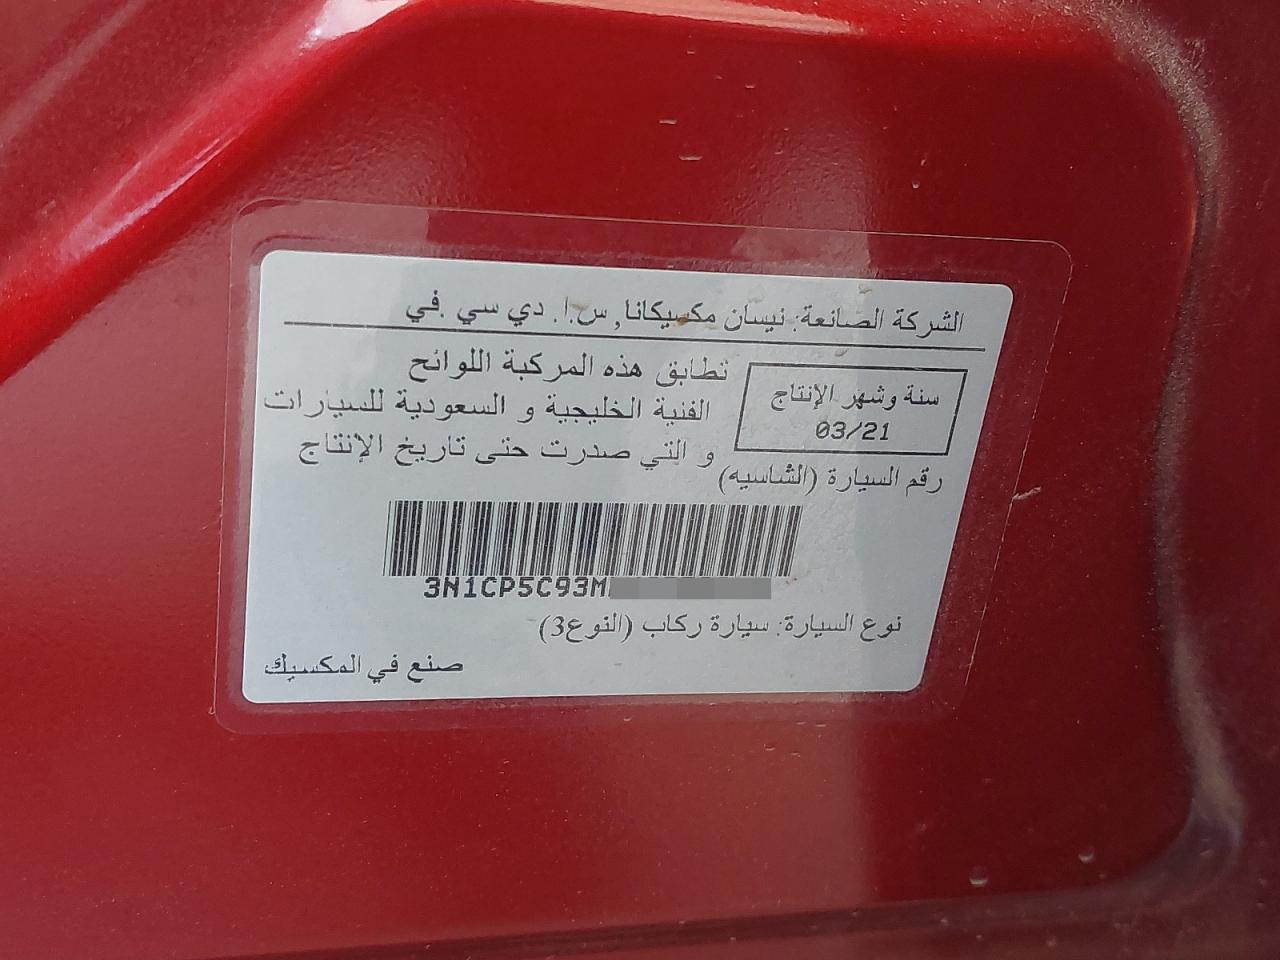 الشركة الصانعة: نيسان مكسيكانا, س.ا. دي سي .في
سنة وشهر الإنتاج
03/21
تطابق هذه المركبة اللوائح
الفنية الخليجية و السعودية للسيارات
و التي صدرت حتى تاريخ الإنتاج
رقم السيارة (الشاسيه)
3N1CP5C93M
نوع السيارة: سيارة ركاب (النوع3)
صنع في المكسيك